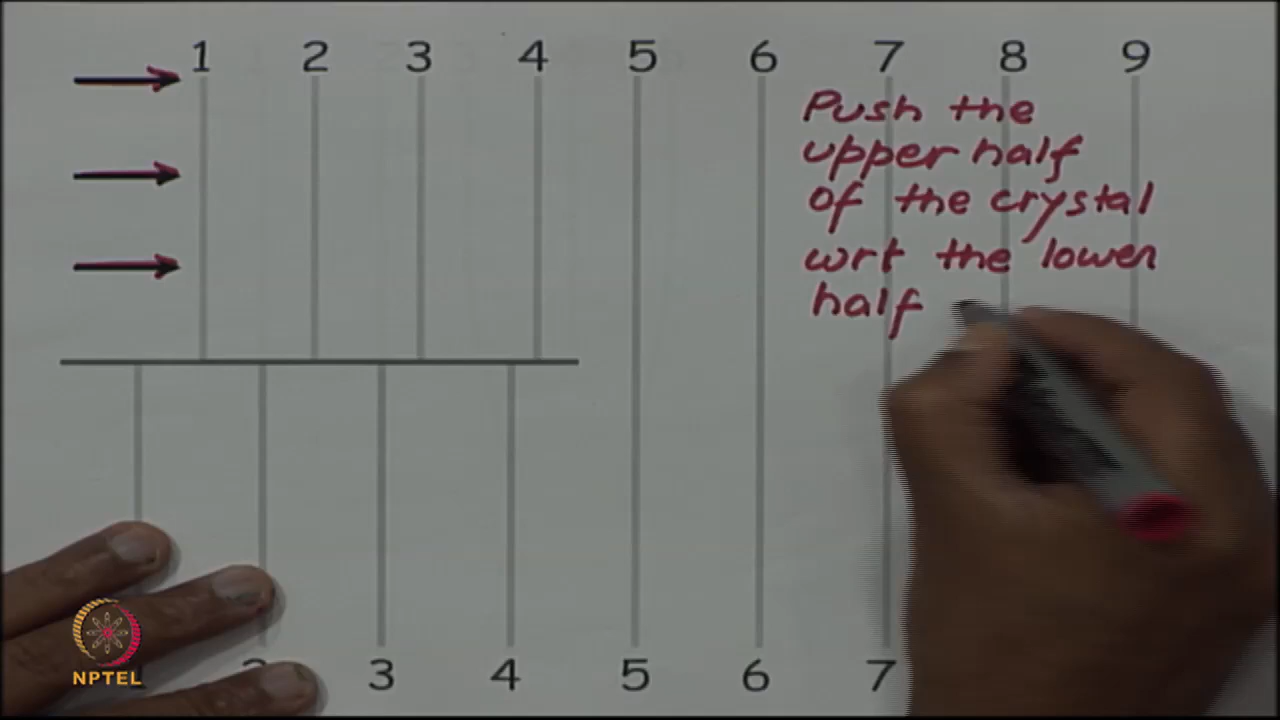 1 2 3 4 5 6 7 8 9
Push the
upper half
of the crystal
wrt the lower
half
3 4 5 6 7
NPTEL